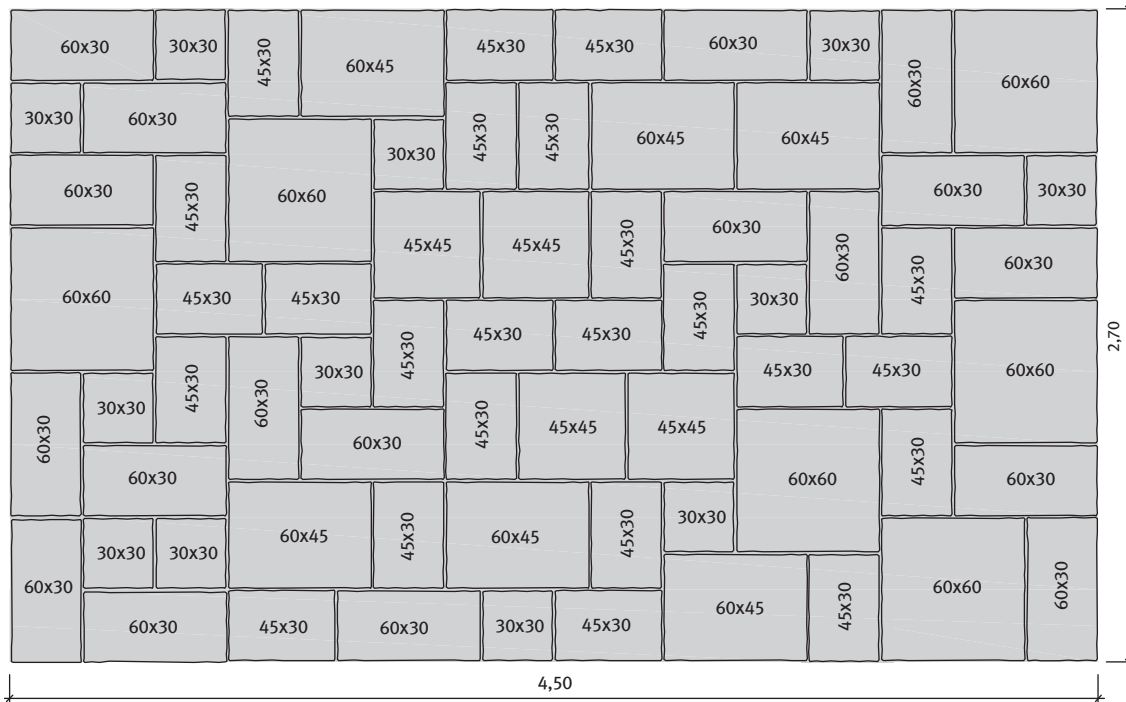 60x30 30x30 45x30 60x45 45x30 45x30 60x30 30x30 60x30 60x60
30x30 60x30 60x60 30x30 45x30 45x30 60x45 60x45
60x30 45x30 45x45 45x45 45x30 60x30 60x30 60x30 30x30
60x60 45x30 45x30 45x30 45x30 45x30 45x30 30x30 45x30 60x30
2,70
45x30 60x30 30x30 45x30 45x30 45x30 60x60
60x30 30x30 60x30 45x30 45x45 45x45 60x60 45x30
60x30 60x45 45x30 60x45 45x30 30x30 60x30
60x30 30x30 30x30 60x45 45x30 60x60 60x30
60x30 45x30 60x30 30x30 45x30
4,50